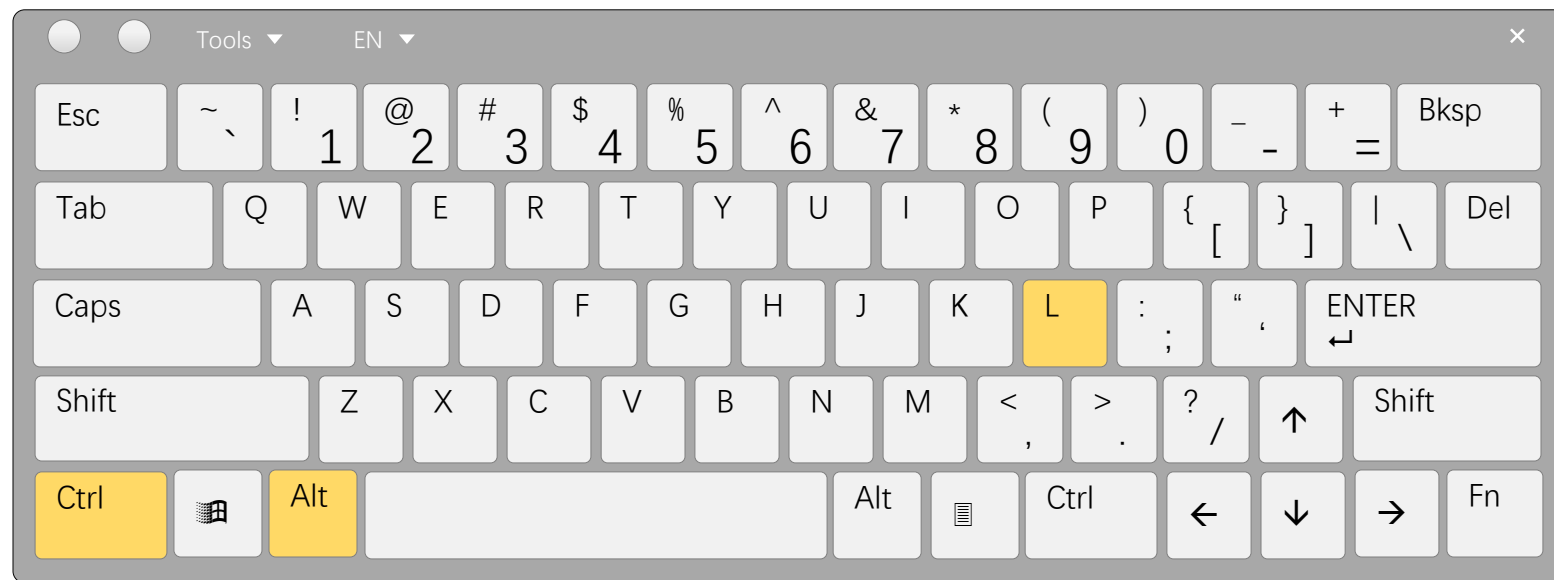 Tools ▼ EN ▼ ×
Esc ~ ` ! 1 @ 2 # 3 $ 4 % 5 ^ 6 & 7 * 8 ( 9 ) 0 _ - + = Bksp
Tab Q W E R T Y U I O P { [ } ] | \ Del
Caps A S D F G H J K L : ; “ ‘ ENTER
↵
Shift Z X C V B N M < , > . ? / ↑ Shift
Ctrl Alt Alt Ctrl ← ↓ → Fn